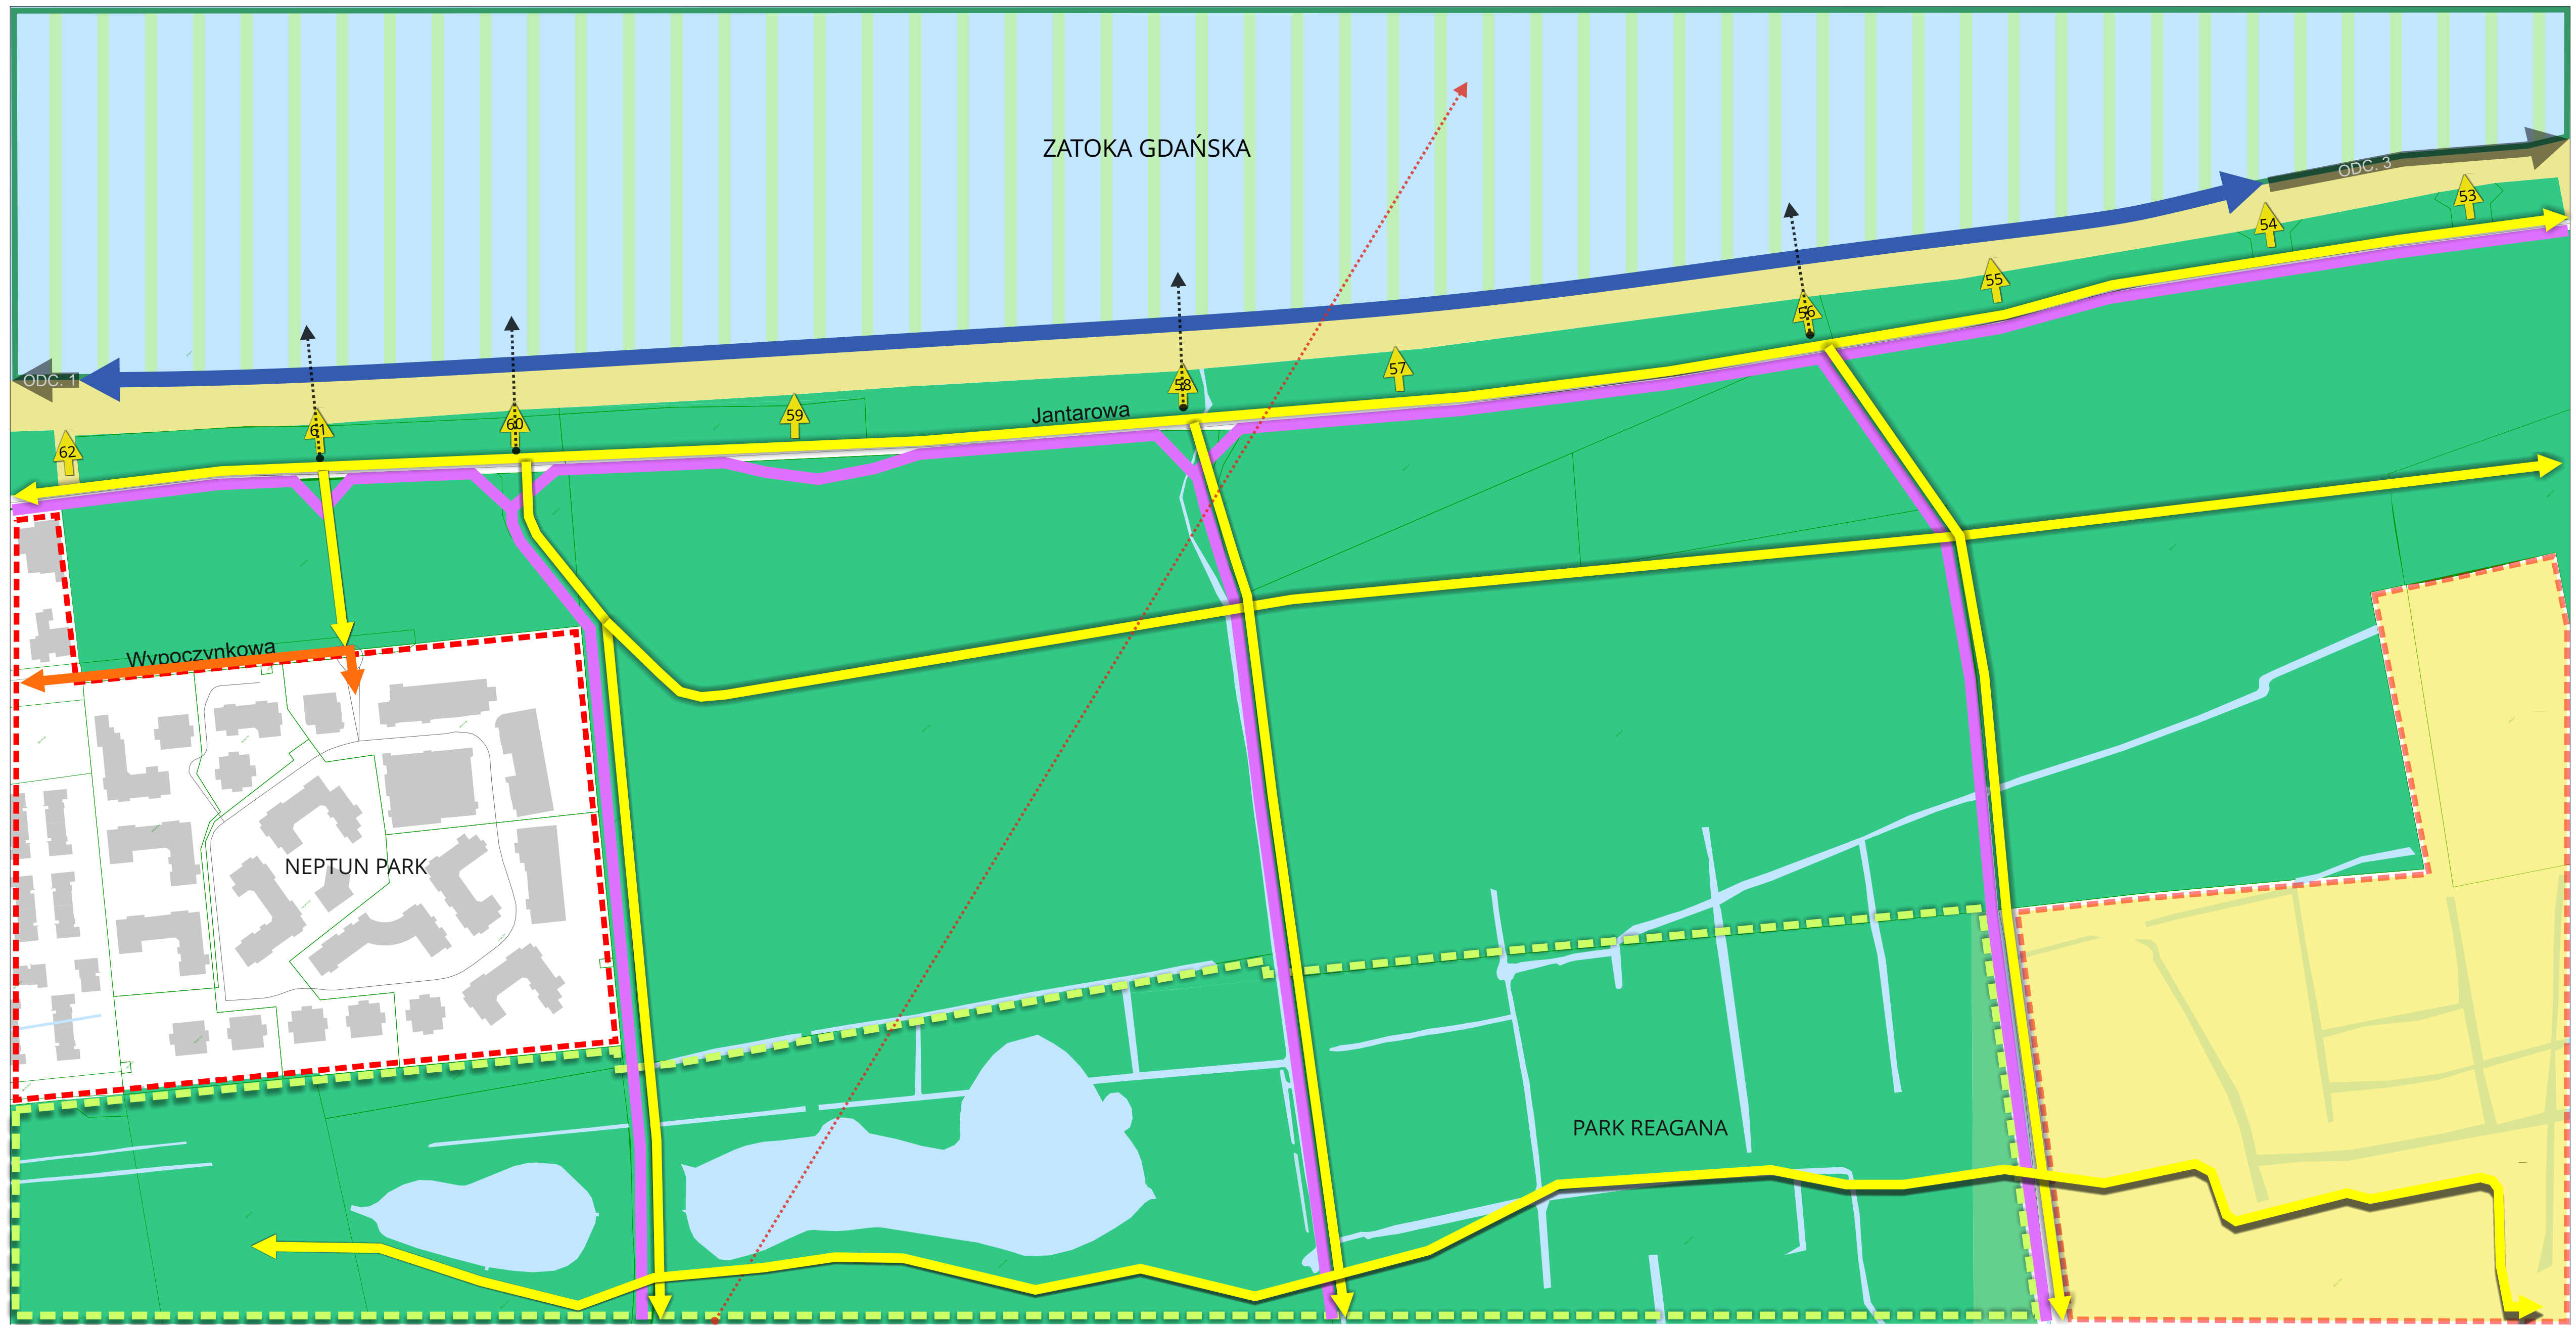 ZATOKA GDAŃSKA
ODC. 3
53
54
55
56
57
ODC. 1
58
Jantarowa
59
60
61
62
Wypoczynkowa
NEPTUN PARK
PARK REAGANA